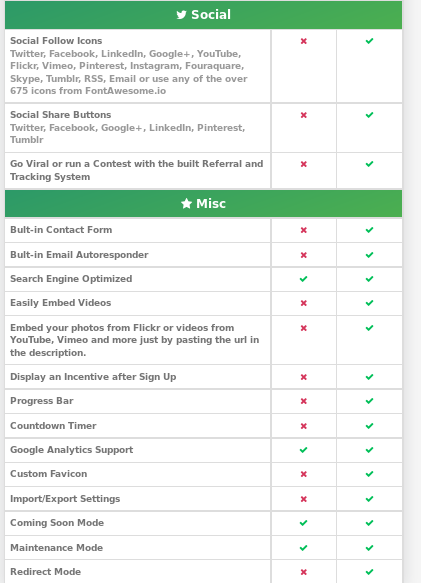 Social
Social Follow Icons
Twitter, Facebook, LinkedIn, Google+, YouTube,
Flickr, Vimeo, Pinterest, Instagram, Fouraquare,
Skype, Tumblr, RSS, Email or use any of the over
675 icons from FontAwesome.io
Social Share Buttons
Twitter, Facebook, Google+, LinkedIn, Pinterest,
Tumblr
Go Viral or run a Contest with the built Referral and
Tracking System
Misc
Bult-in Contact Form
Bult-in Email Autoresponder
Search Engine Optimized
Easily Embed Videos
Embed your photos from Flickr or videos from
YouTube, Vimeo and more just by pasting the url in
the description.
Display an Incentive after Sign Up
Progress Bar
Countdown Timer
Google Analytics Support
Custom Favicon
Import/Export Settings
Coming Soon Mode
Maintenance Mode
Redirect Mode